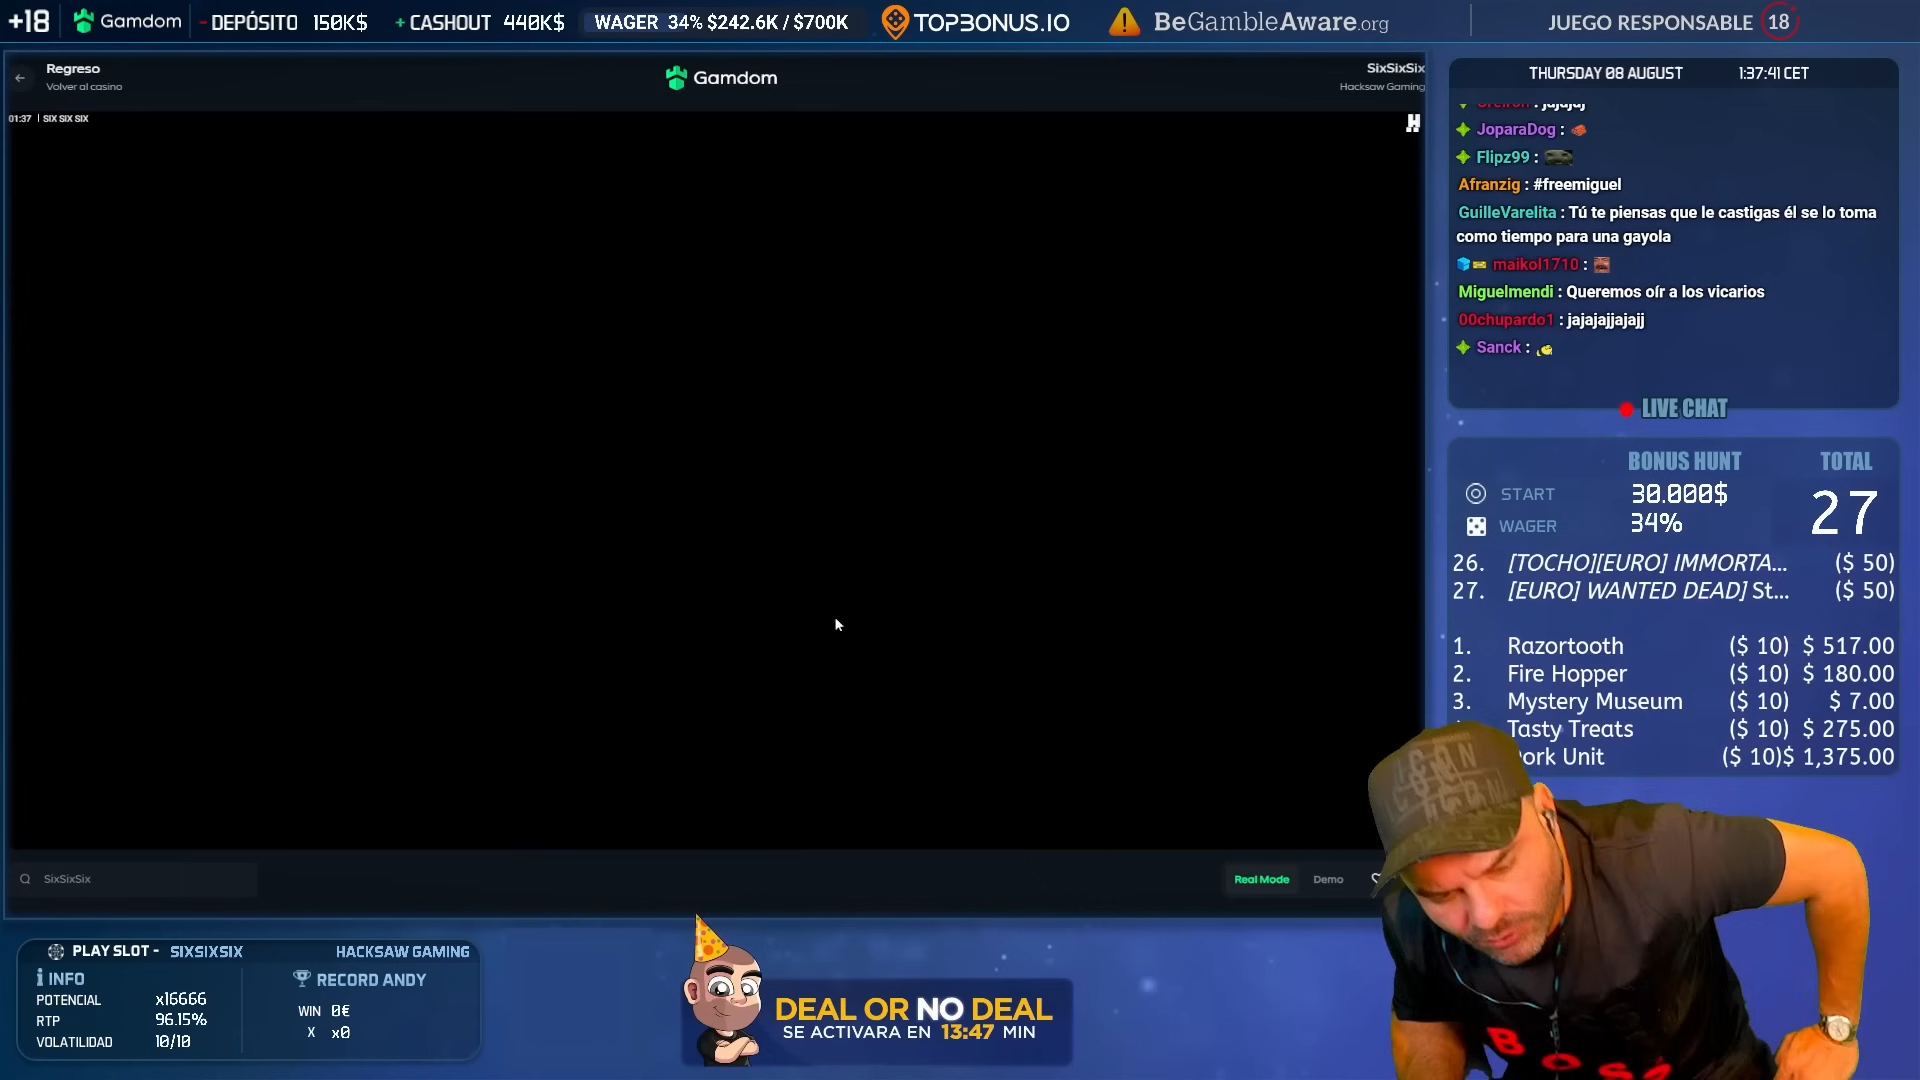 +18 Gamdom - DEPÓSITO 150K$ + CASHOUT 440K$ WAGER 34% $242.6K / $700K TOPBONUS.IO BeGambleAware.org JUEGO RESPONSABLE 18
Regreso
Volver al casino
Gamdom
SixSixSix
Hacksaw Gaming
01:37 | SIX SIX SIX
THURSDAY 08 AUGUST 1:37:41 CET
: jajajaj
JoparaDog :
Flipz99 :
Afranzig : #freemiguel
GuilleVarelita : Tú te piensas que le castigas él se lo toma
como tiempo para una gayola
maikol1710 :
Miguelmendi : Queremos oír a los vicarios
00chupardo1 : jajajajjajajj
Sanck :
LIVE CHAT
BONUS HUNT TOTAL
START 30.000$ 27
WAGER 34%
26. [TOCHO][EURO] IMMORTA... ($ 50)
27. [EURO] WANTED DEAD] St... ($ 50)
1. Razortooth ($ 10) $ 517.00
2. Fire Hopper ($ 10) $ 180.00
3. Mystery Museum ($ 10) $ 7.00
Tasty Treats ($ 10) $ 275.00
ork Unit ($ 10)$ 1,375.00
SixSixSix
Real Mode Demo
PLAY SLOT - SIXSIXSIX HACKSAW GAMING
INFO
POTENCIAL x16666
RTP 96.15%
VOLATILIDAD 10/10
RECORD ANDY
WIN 0€
X x0
DEAL OR NO DEAL
SE ACTIVARA EN 13:47 MIN
BOSS